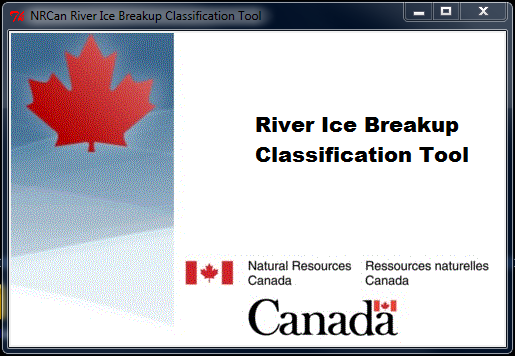 NRCan River Ice Breakup Classification Tool
River Ice Breakup
Classification Tool
Natural Resources Ressources naturelles
Canada Canada
Canada